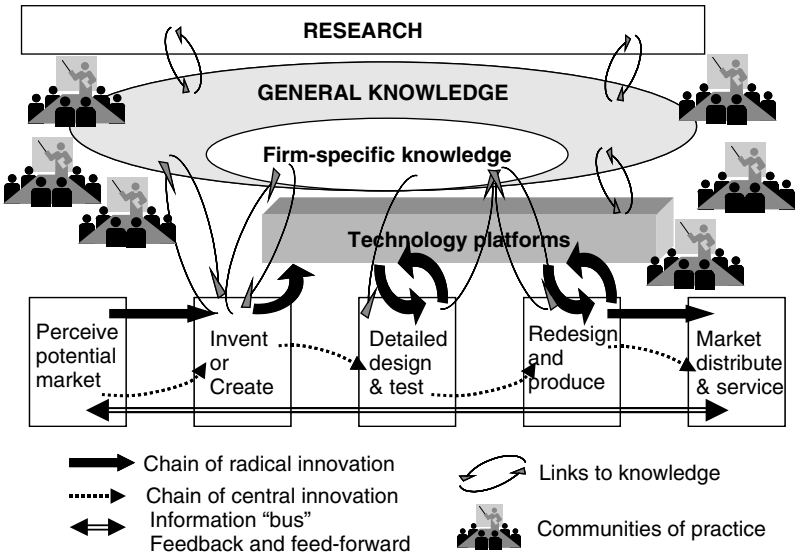 RESEARCH
GENERAL KNOWLEDGE
Firm-specific knowledge
Technology platforms
Perceive
potential
market
Invent
or
Create
Detailed
design
& test
Redesign
and
produce
Market
distribute
& service
Chain of radical innovation
Chain of central innovation
Information “bus”
Feedback and feed-forward
Links to knowledge
Communities of practice